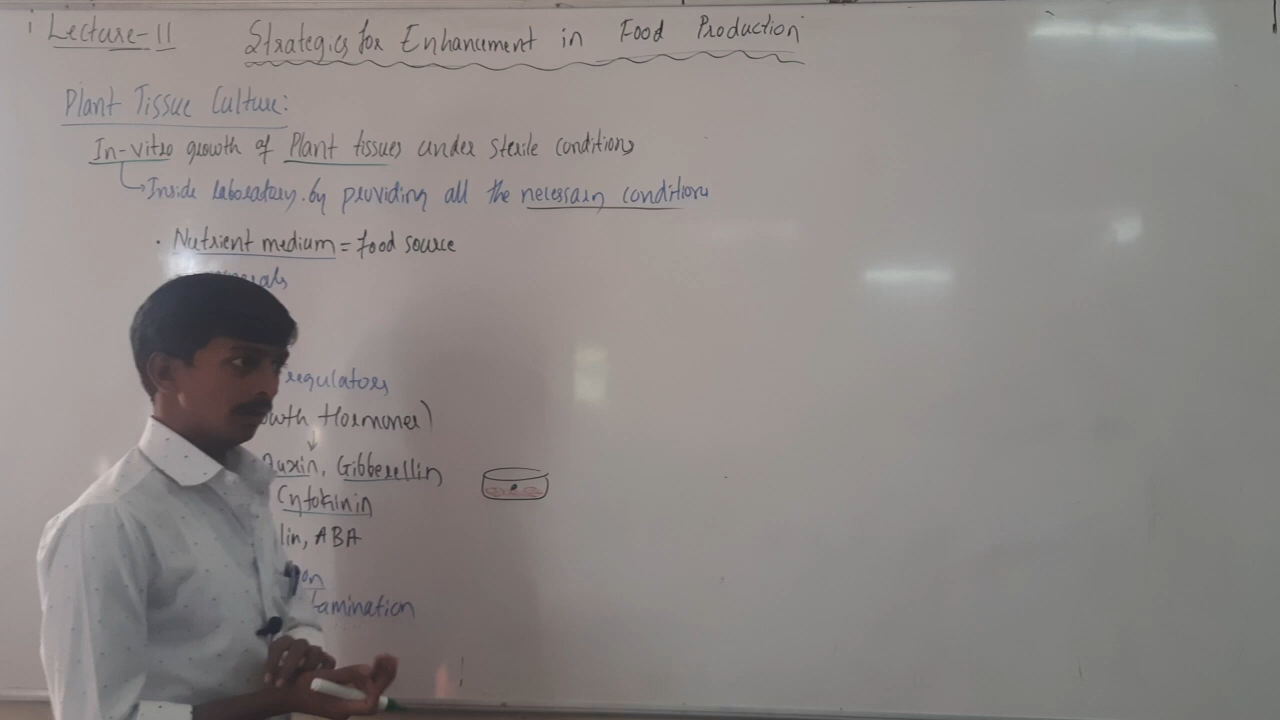 Lecture-11
Strategies for Enhancement in Food Production
Plant Tissue Culture:
In-vitro growth of Plant tissues under sterile conditions
Inside laboratory. by providing all the necessary conditions
· Nutrient medium = food source
regulators
Hormones)
Auxin, Gibberellin
Cytokinin
lin, ABA
tamination